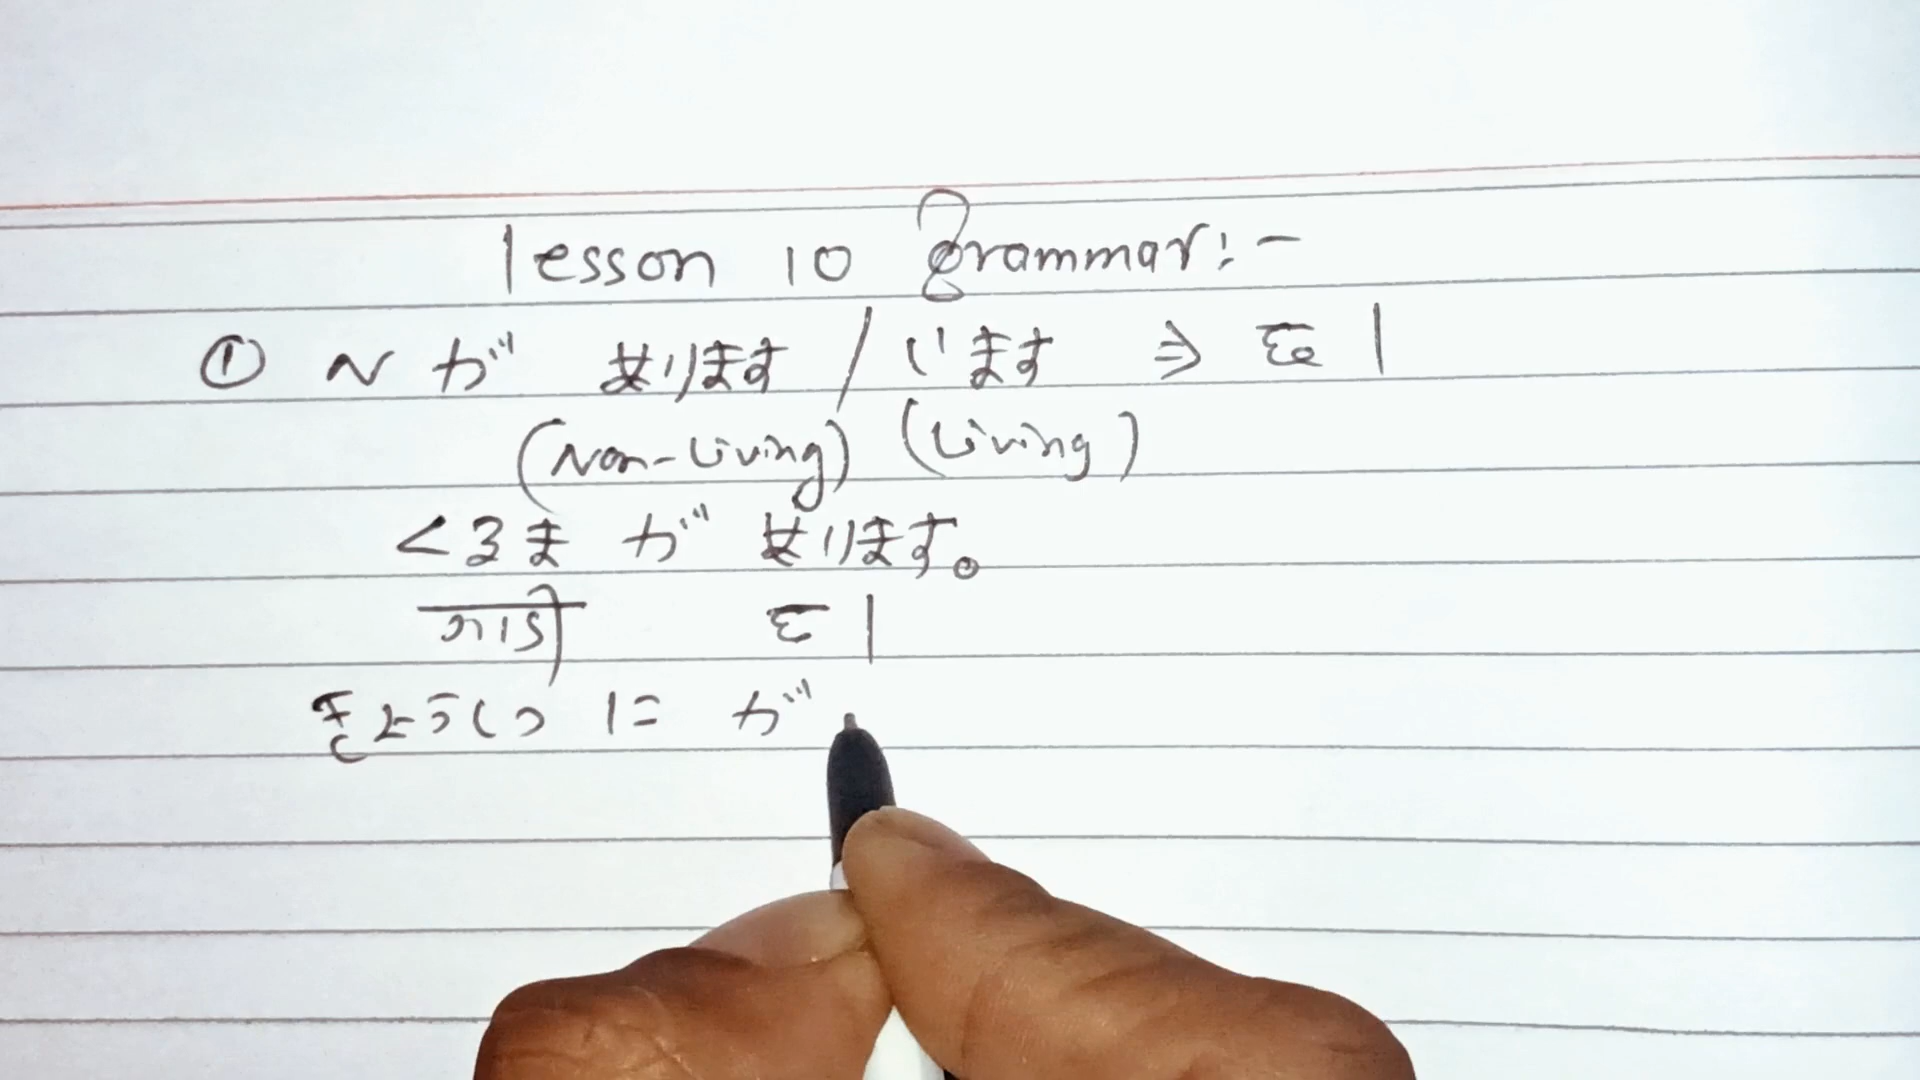 lesson 10 grammar:-
① N が あります / います ⇒ है |
(Non-Living) (Living)
くるま が あります。
गाड़ी है |
きょうしつ に が